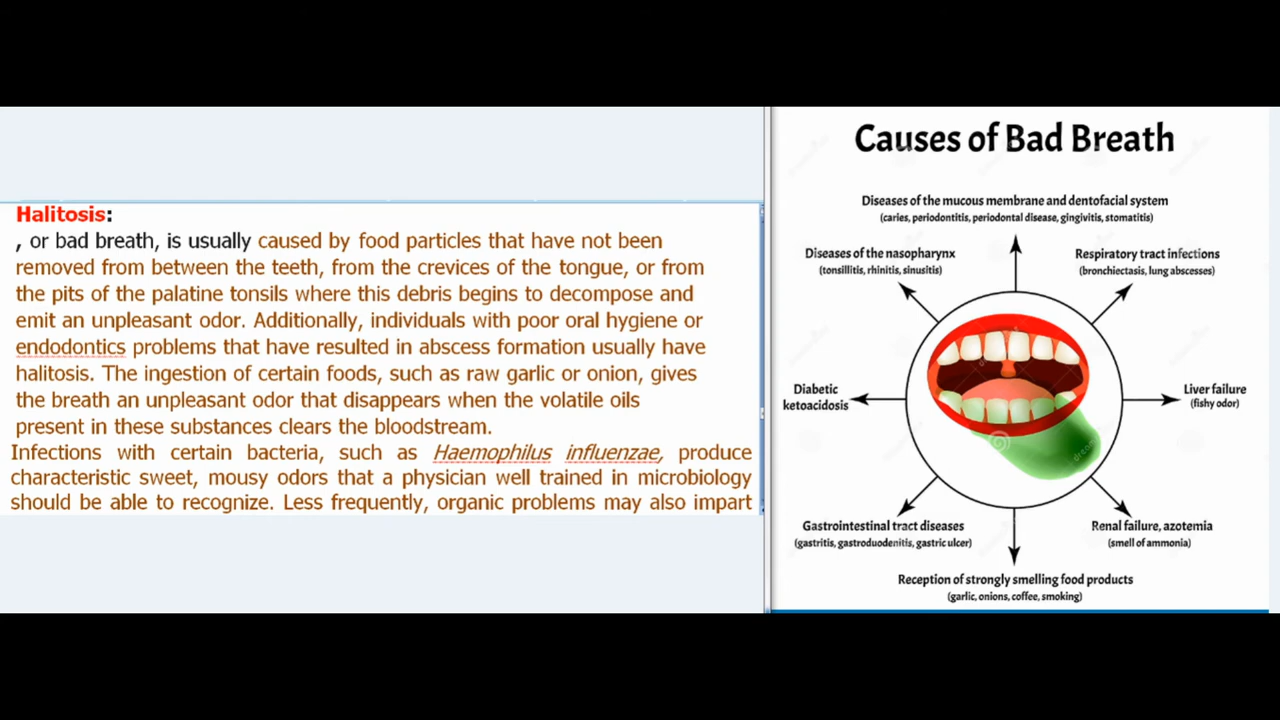 Halitosis:
, or bad breath, is usually caused by food particles that have not been
removed from between the teeth, from the crevices of the tongue, or from
the pits of the palatine tonsils where this debris begins to decompose and
emit an unpleasant odor. Additionally, individuals with poor oral hygiene or
endodontics problems that have resulted in abscess formation usually have
halitosis. The ingestion of certain foods, such as raw garlic or onion, gives
the breath an unpleasant odor that disappears when the volatile oils
present in these substances clears the bloodstream.
Infections with certain bacteria, such as Haemophilus influenzae, produce
characteristic sweet, mousy odors that a physician well trained in microbiology
should be able to recognize. Less frequently, organic problems may also impart
Causes of Bad Breath
Diseases of the mucous membrane and dentofacial system
(caries, periodontitis, periodontal disease, gingivitis, stomatitis)
Diseases of the nasopharynx
(tonsillitis, rhinitis, sinusitis)
Respiratory tract infections
(bronchiectasis, lung abscesses)
Diabetic
ketoacidosis
Liver failure
(fishy odor)
Gastrointestinal tract diseases
(gastritis, gastroduodenitis, gastric ulcer)
Renal failure, azotemia
(smell of ammonia)
Reception of strongly smelling food products
(garlic, onions, coffee, smoking)